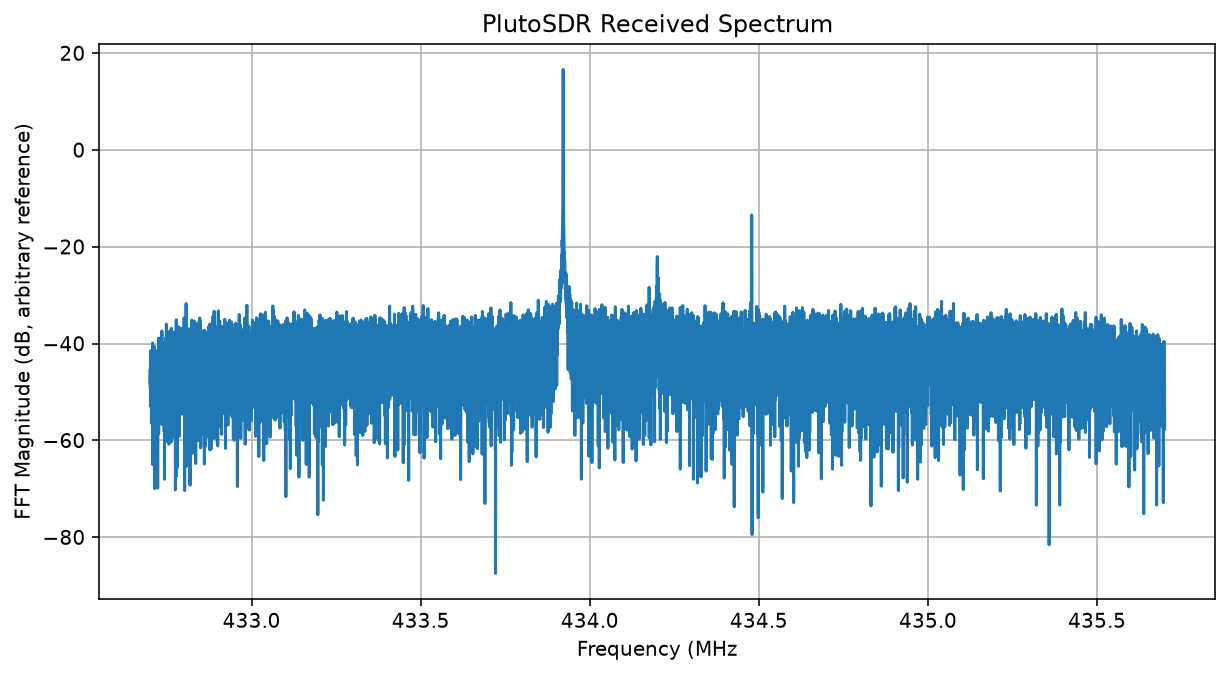 PlutoSDR Received Spectrum
FFT Magnitude (dB, arbitrary reference)
20
0
−20
−40
−60
−80
433.0 433.5 434.0 434.5 435.0 435.5
Frequency (MHz